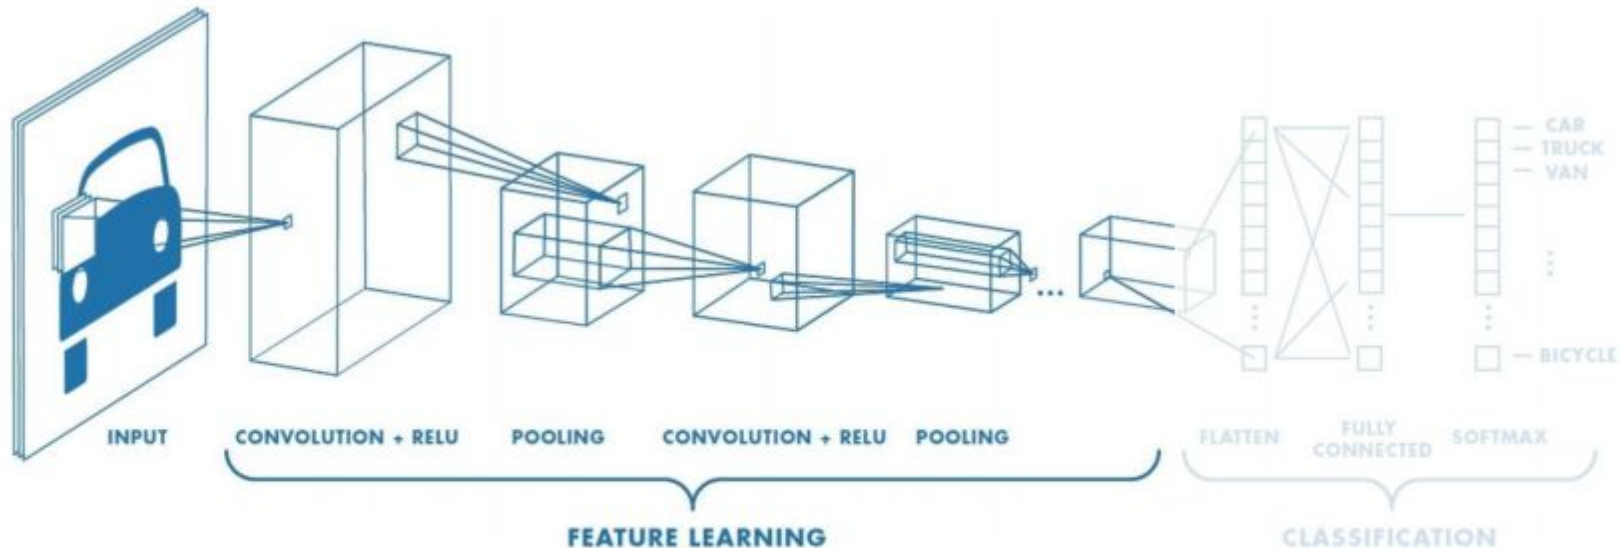 CAR
TRUCK
VAN
BICYCLE
INPUT
CONVOLUTION + RELU
POOLING
CONVOLUTION + RELU
POOLING
FLATTEN
FULLY
CONNECTED
SOFTMAX
FEATURE LEARNING
CLASSIFICATION